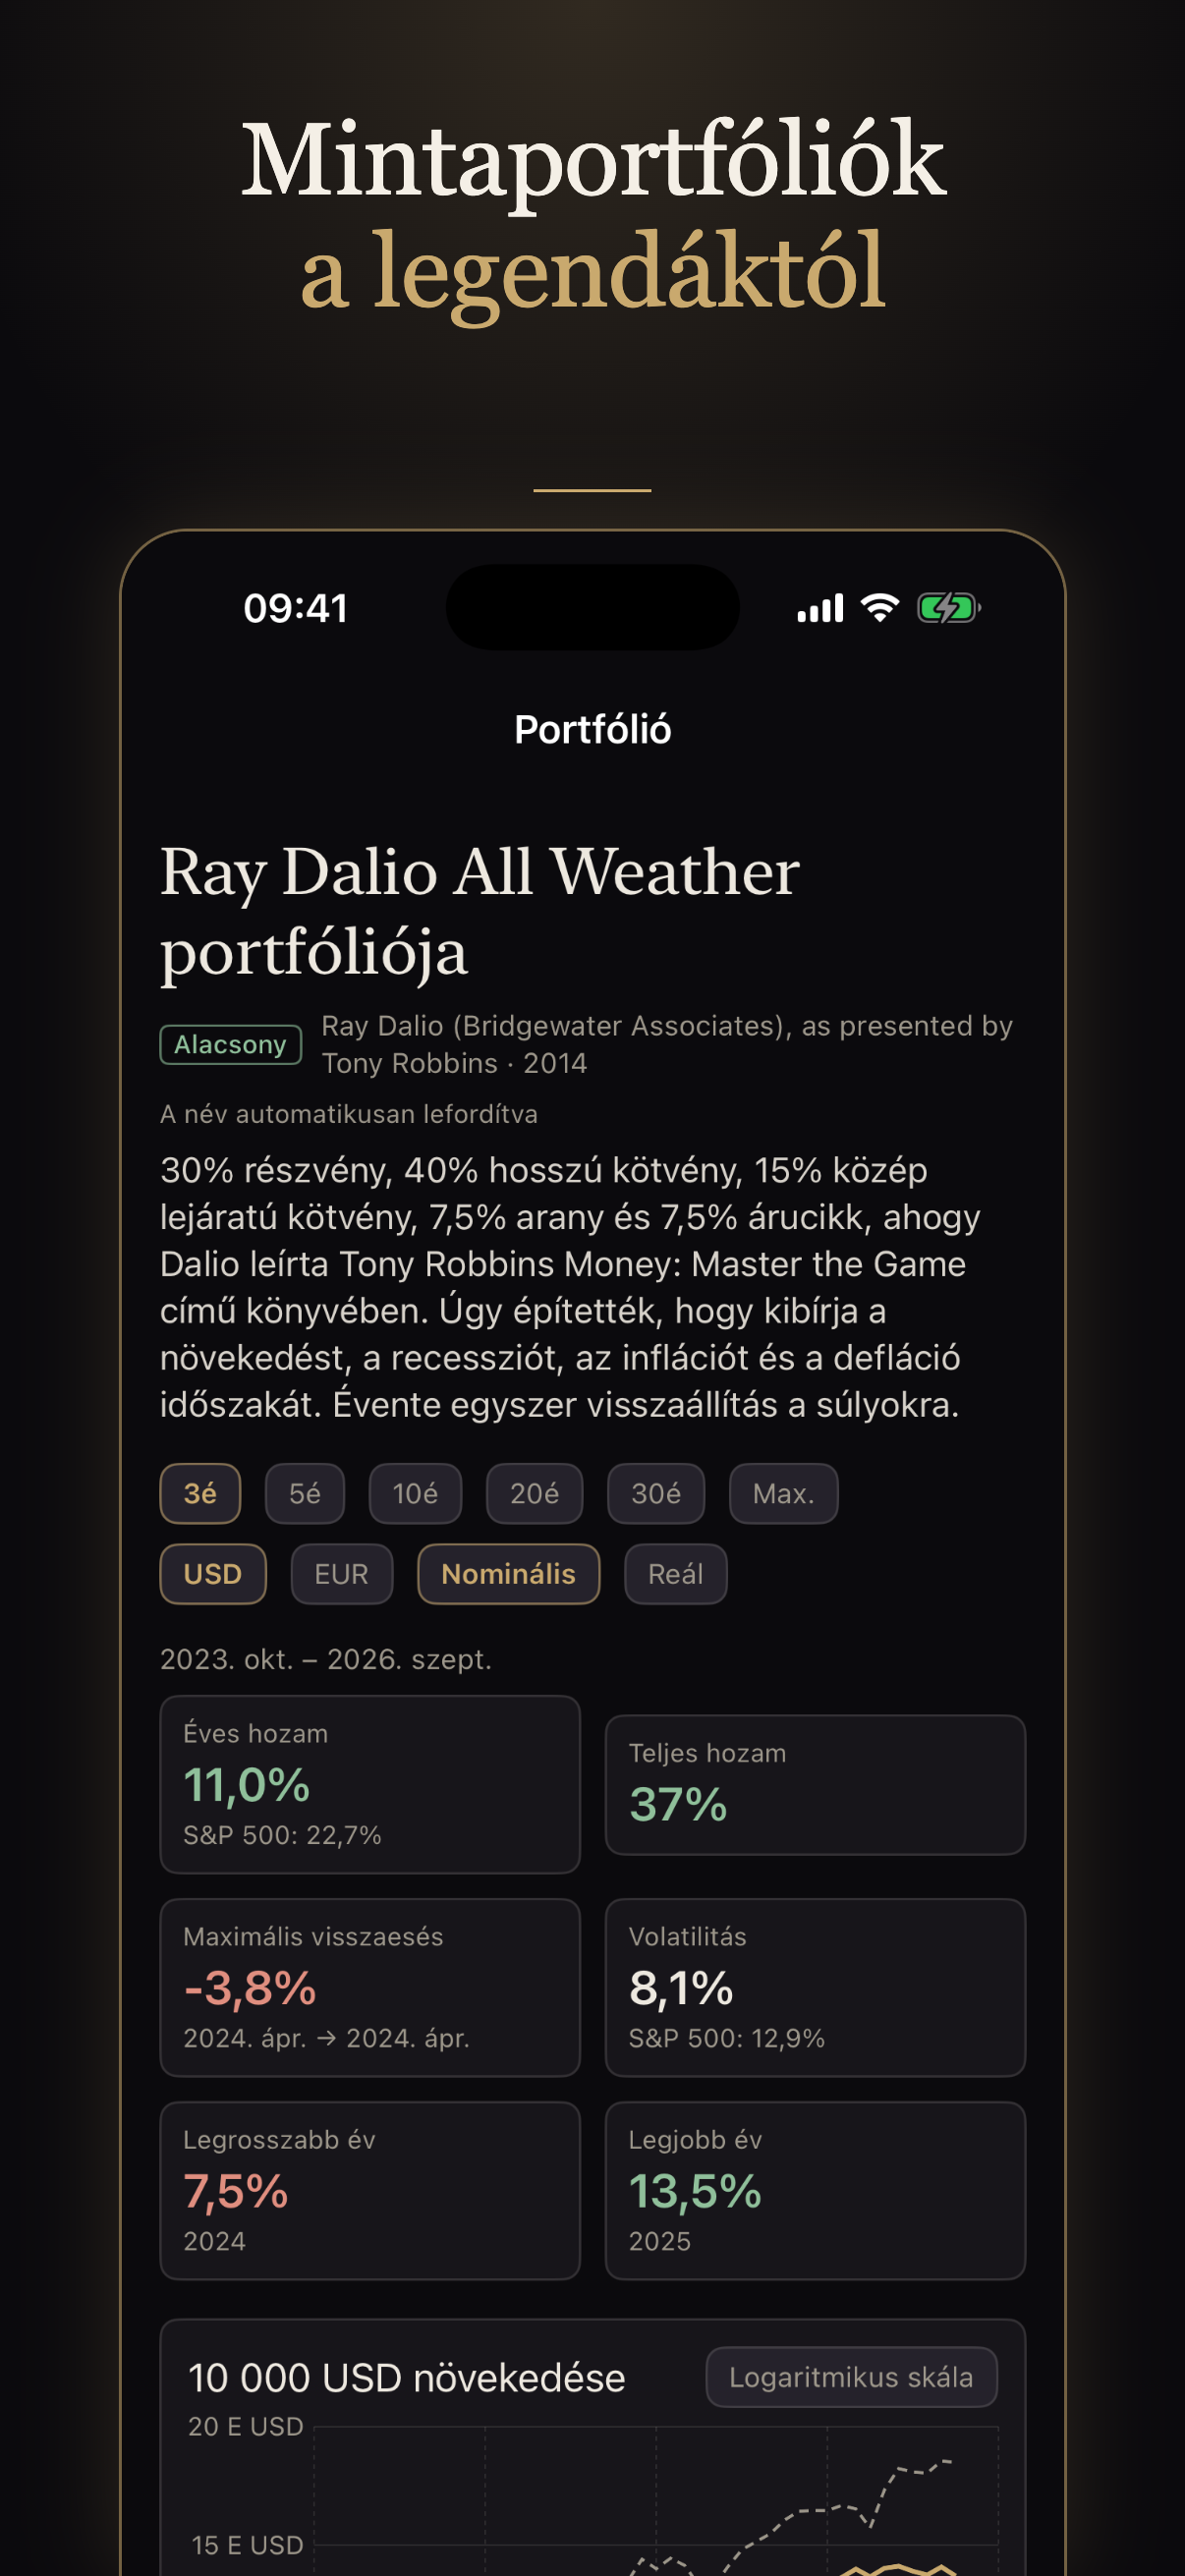 Mintaportfóliók
a legendáktól
09:41
Portfólió
Ray Dalio All Weather
portfóliója
Alacsony
Ray Dalio (Bridgewater Associates), as presented by
Tony Robbins · 2014
A név automatikusan lefordítva
30% részvény, 40% hosszú kötvény, 15% közép
lejáratú kötvény, 7,5% arany és 7,5% árucikk, ahogy
Dalio leírta Tony Robbins Money: Master the Game
című könyvében. Úgy építették, hogy kibírja a
növekedést, a recessziót, az inflációt és a defláció
időszakát. Évente egyszer visszaállítás a súlyokra.
3é 5é 10é 20é 30é Max.
USD EUR Nominális Reál
2023. okt. – 2026. szept.
Éves hozam
11,0%
S&P 500: 22,7%
Teljes hozam
37%
Maximális visszaesés
-3,8%
2024. ápr. → 2024. ápr.
Volatilitás
8,1%
S&P 500: 12,9%
Legrosszabb év
7,5%
2024
Legjobb év
13,5%
2025
10 000 USD növekedése
Logaritmikus skála
20 E USD
15 E USD